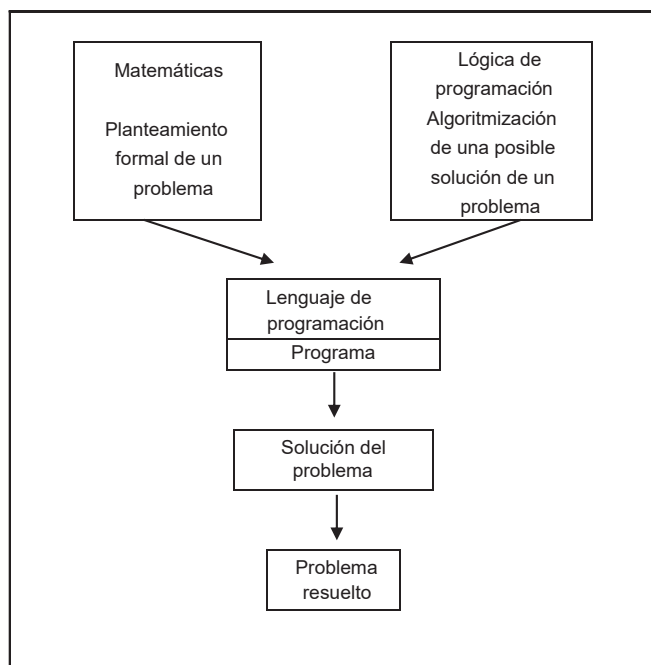 Matemáticas
Planteamiento
formal de un
problema
Lógica de
programación
Algoritmización
de una posible
solución de un
problema
Lenguaje de
programación
Programa
Solución del
problema
Problema
resuelto